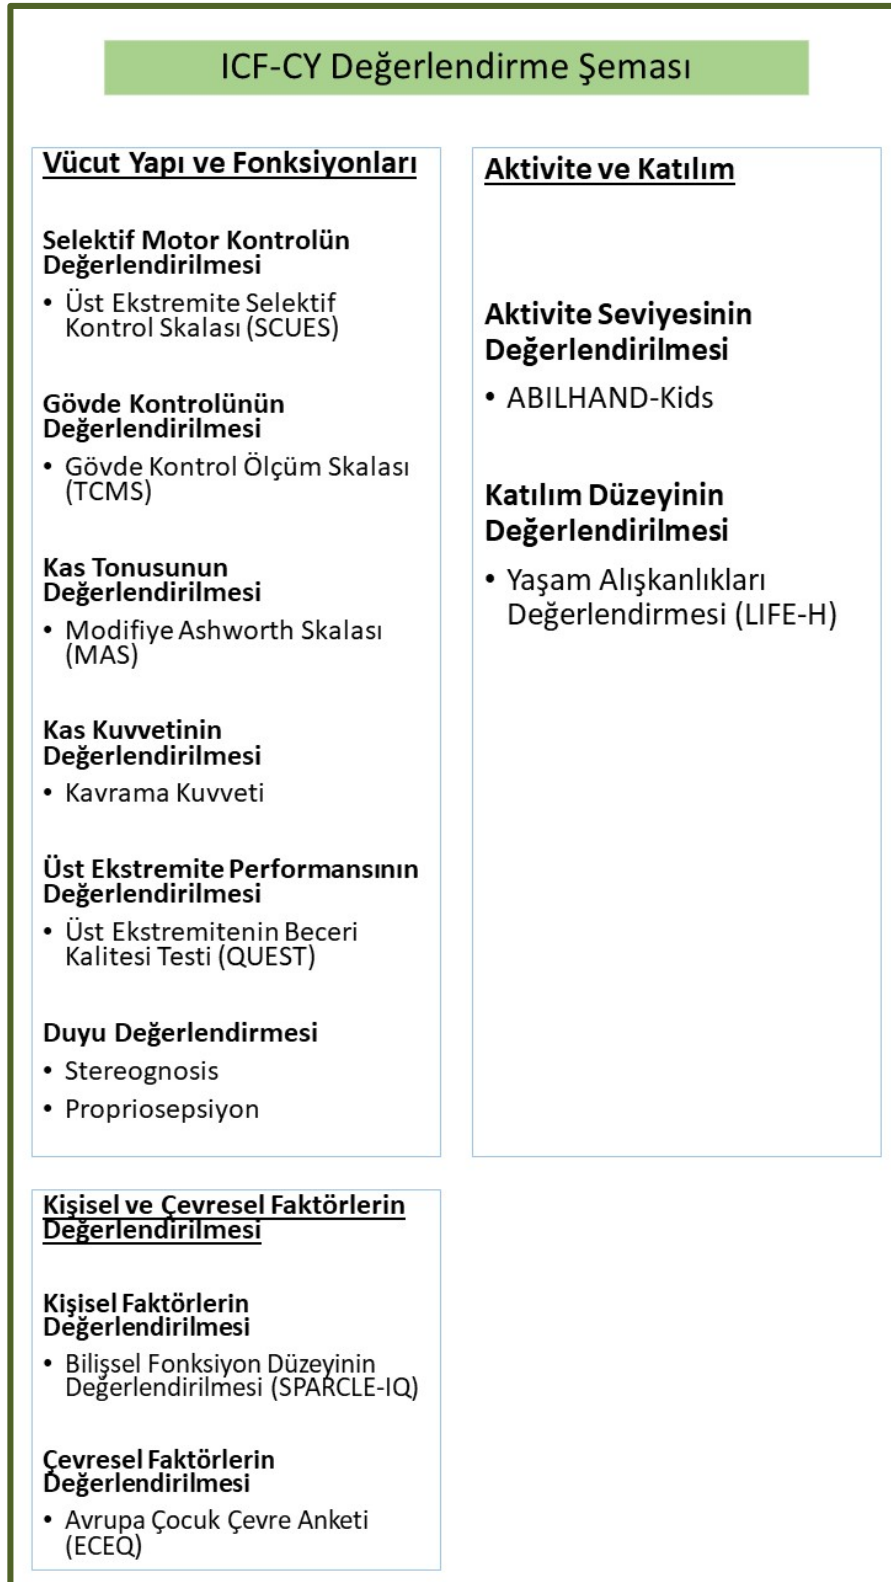 ICF-CY Değerlendirme Şeması
Vücut Yapı ve Fonksiyonları
Selektif Motor Kontrolün
Değerlendirilmesi
• Üst Ekstremite Selektif
Kontrol Skalası (SCUES)
Gövde Kontrolünün
Değerlendirilmesi
• Gövde Kontrol Ölçüm Skalası
(TCMS)
Kas Tonusunun
Değerlendirilmesi
• Modifiye Ashworth Skalası
(MAS)
Kas Kuvvetinin
Değerlendirilmesi
• Kavrama Kuvveti
Üst Ekstremite Performansının
Değerlendirilmesi
• Üst Ekstremitenin Beceri
Kalitesi Testi (QUEST)
Duyu Değerlendirmesi
• Stereognosis
• Propriosepsiyon
Aktivite ve Katılım
Aktivite Seviyesinin
Değerlendirilmesi
• ABILHAND-Kids
Katılım Düzeyinin
Değerlendirilmesi
• Yaşam Alışkanlıkları
Değerlendirmesi (LIFE-H)
Kişisel ve Çevresel Faktörlerin
Değerlendirilmesi
Kişisel Faktörlerin
Değerlendirilmesi
• Bilişsel Fonksiyon Düzeyinin
Değerlendirilmesi (SPARCLE-IQ)
Çevresel Faktörlerin
Değerlendirilmesi
• Avrupa Çocuk Çevre Anketi
(ECEQ)